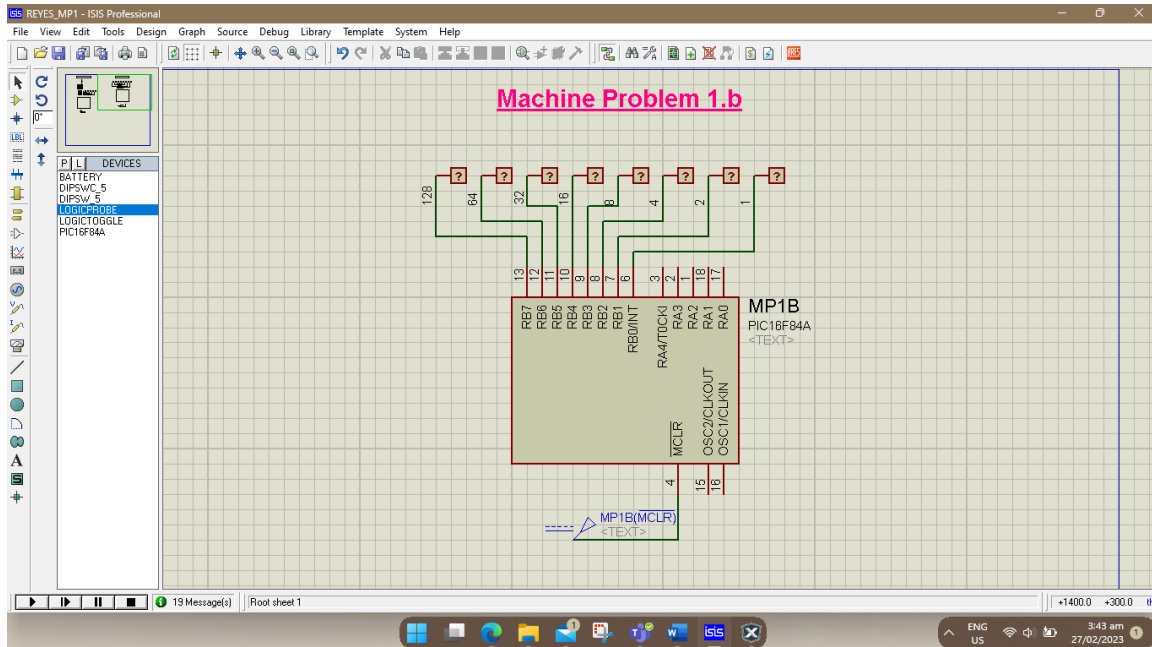 ISIS REYES_MP1 - ISIS Professional
File View Edit Tools Design Graph Source Debug Library Template System Help
0°
LBL
A
S
P L DEVICES
BATTERY
DIPSWC_5
DIPSW_5
LOGICPROBE
LOGICTOGGLE
PIC16F84A
Machine Problem 1.b
? ? ? ? ? ? ? ?
128 64 32 16 8 4 2 1
13 12 11 10 9 8 7 6 3 2 1 18 17
RB7 RB6 RB5 RB4 RB3 RB2 RB1 RB0/INT RA4/T0CKI RA3 RA2 RA1 RA0
MP1B
PIC16F84A
<TEXT>
MCLR OSC2/CLKOUT OSC1/CLKIN
4 15 16
MP1B(MCLR)
<TEXT>
19 Message(s) Root sheet 1 +1400.0 +300.0 th
ENG
US
3:43 am
27/02/2023
1